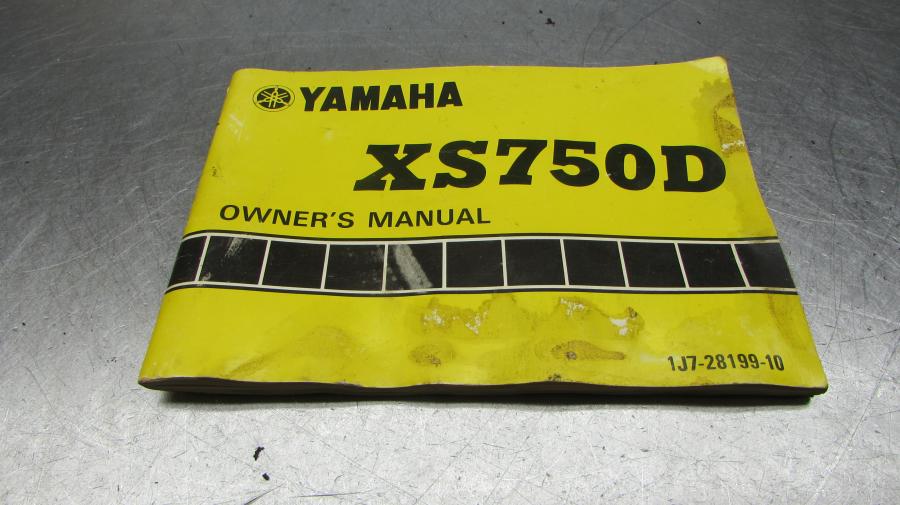 YAMAHA
XS750D
OWNER'S MANUAL
1J7-28199-10